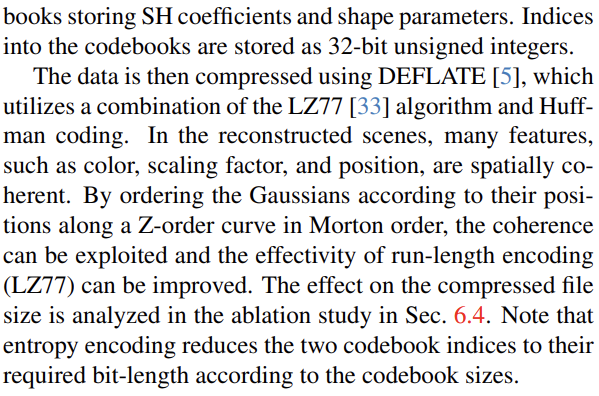 books storing SH coefficients and shape parameters. Indices
into the codebooks are stored as 32-bit unsigned integers.
The data is then compressed using DEFLATE [5], which
utilizes a combination of the LZ77 [33] algorithm and Huff-
man coding. In the reconstructed scenes, many features,
such as color, scaling factor, and position, are spatially co-
herent. By ordering the Gaussians according to their posi-
tions along a Z-order curve in Morton order, the coherence
can be exploited and the effectivity of run-length encoding
(LZ77) can be improved. The effect on the compressed file
size is analyzed in the ablation study in Sec. 6.4. Note that
entropy encoding reduces the two codebook indices to their
required bit-length according to the codebook sizes.